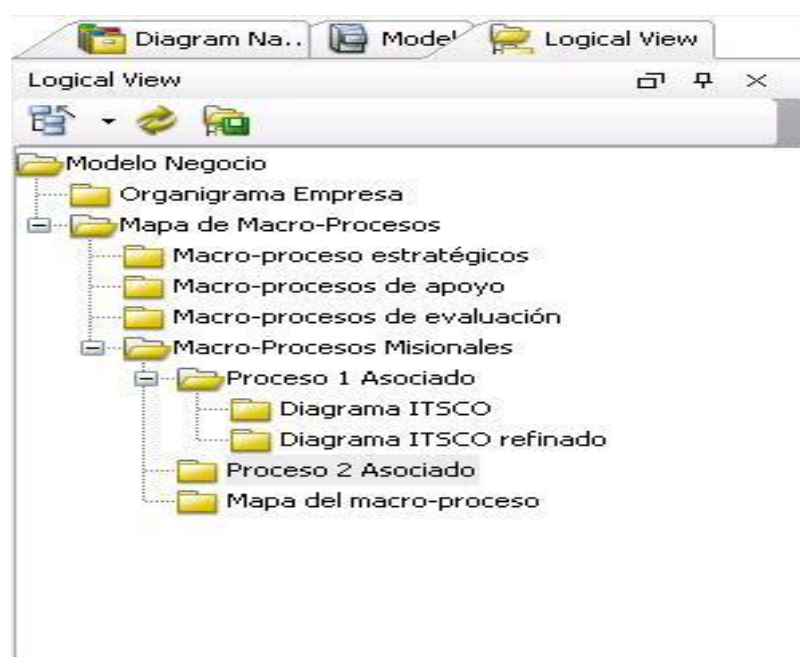 Diagram Na.. Model Logical View
Logical View
Modelo Negocio
Organigrama Empresa
Mapa de Macro-Procesos
Macro-proceso estratégicos
Macro-procesos de apoyo
Macro-procesos de evaluación
Macro-Procesos Misionales
Proceso 1 Asociado
Diagrama ITSCO
Diagrama ITSCO refinado
Proceso 2 Asociado
Mapa del macro-proceso